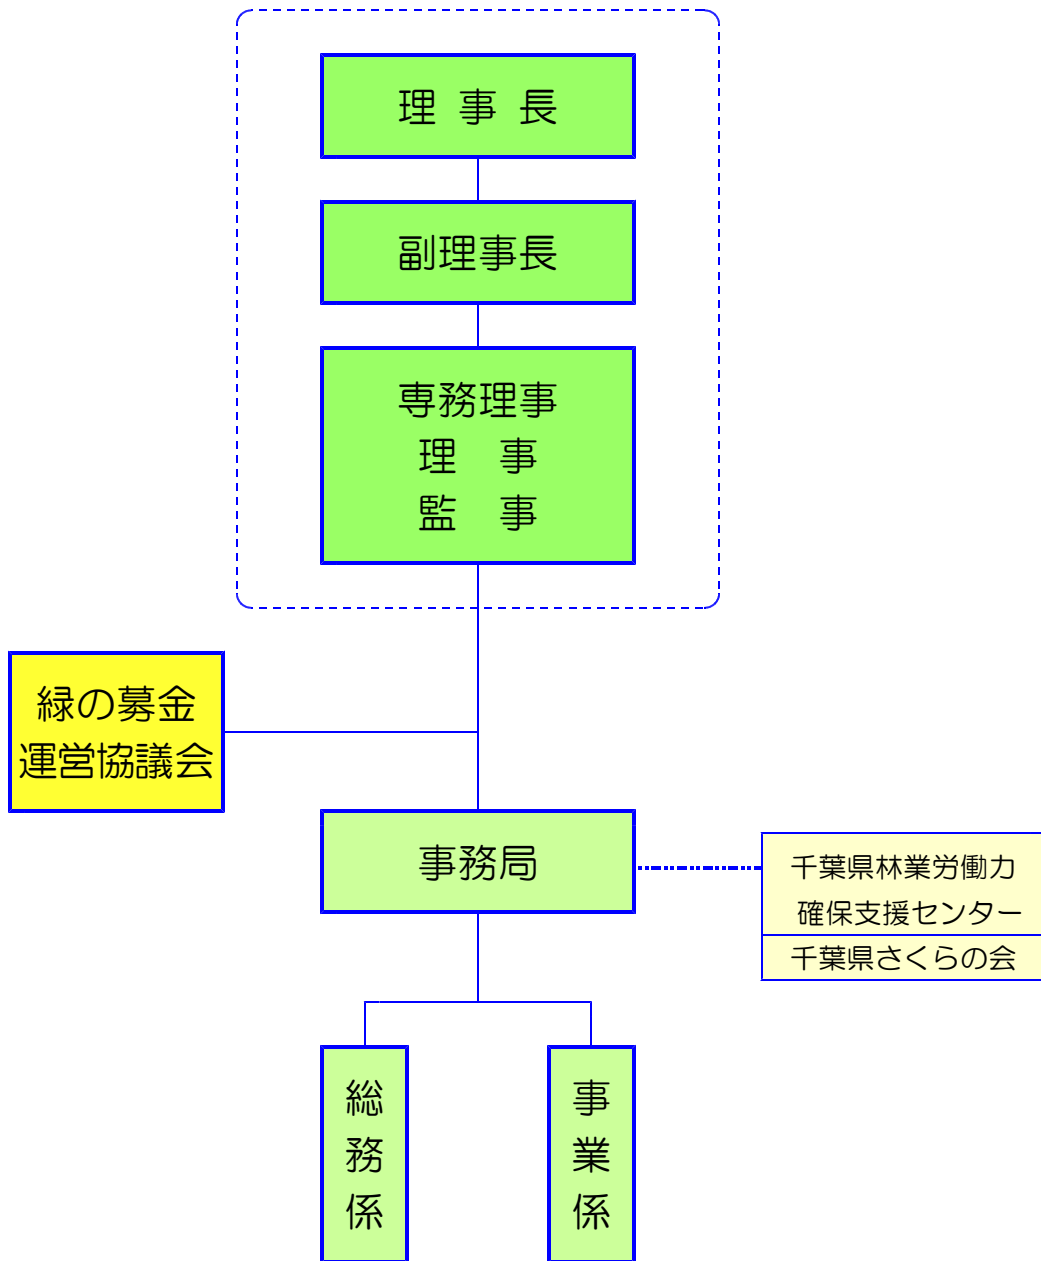 理 事 長
副理事長
専務理事
理　事
監　事
緑の募金
運営協議会
事務局
千葉県林業労働力
確保支援センター
千葉県さくらの会
総務係
事業係